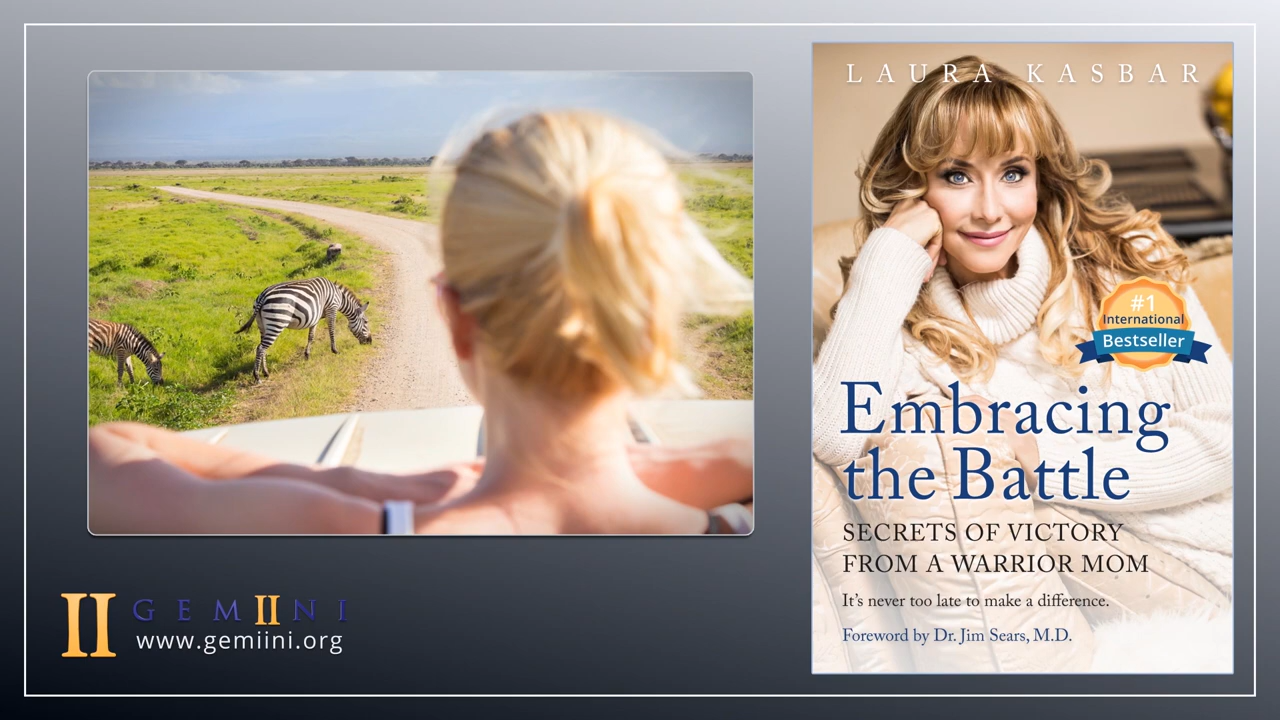 LAURA KASBAR
#1
International
Bestseller
Embracing
the Battle
SECRETS OF VICTORY
FROM A WARRIOR MOM
It's never too late to make a difference.
Foreword by Dr. Jim Sears, M.D.
II GEMIINI
www.gemiini.org